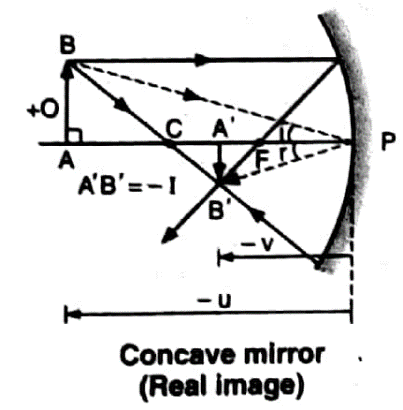 B
+O
C
A'
i
P
A
F
r
A'B' = – I
B'
– v
– u
Concave mirror
(Real image)